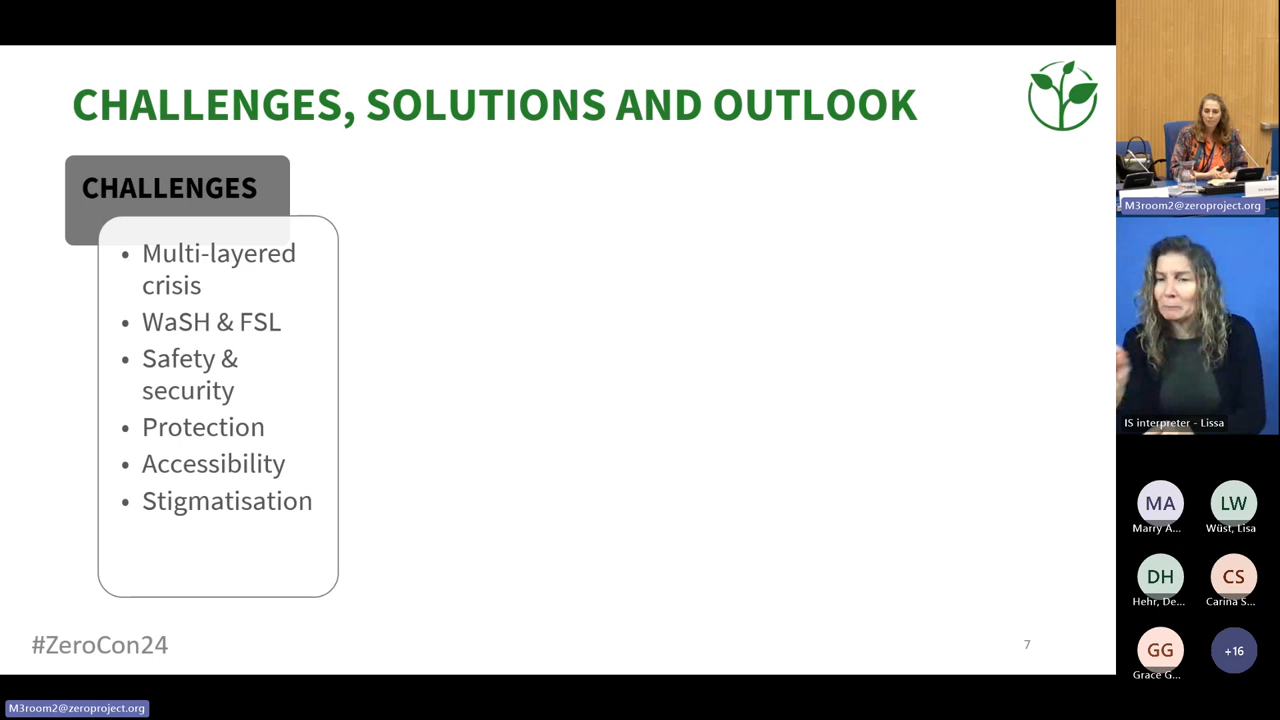 CHALLENGES, SOLUTIONS AND OUTLOOK
CHALLENGES
• Multi-layered
crisis
• WaSH & FSL
• Safety &
security
• Protection
• Accessibility
• Stigmatisation
#ZeroCon24
7
M3room2@zeroproject.org
M3room2@zeroproject.org
IS interpreter - Lissa
MA
Marry A...
LW
Wüst, Lisa
DH
Hehr, De...
CS
Carina S...
GG
Grace G...
+16